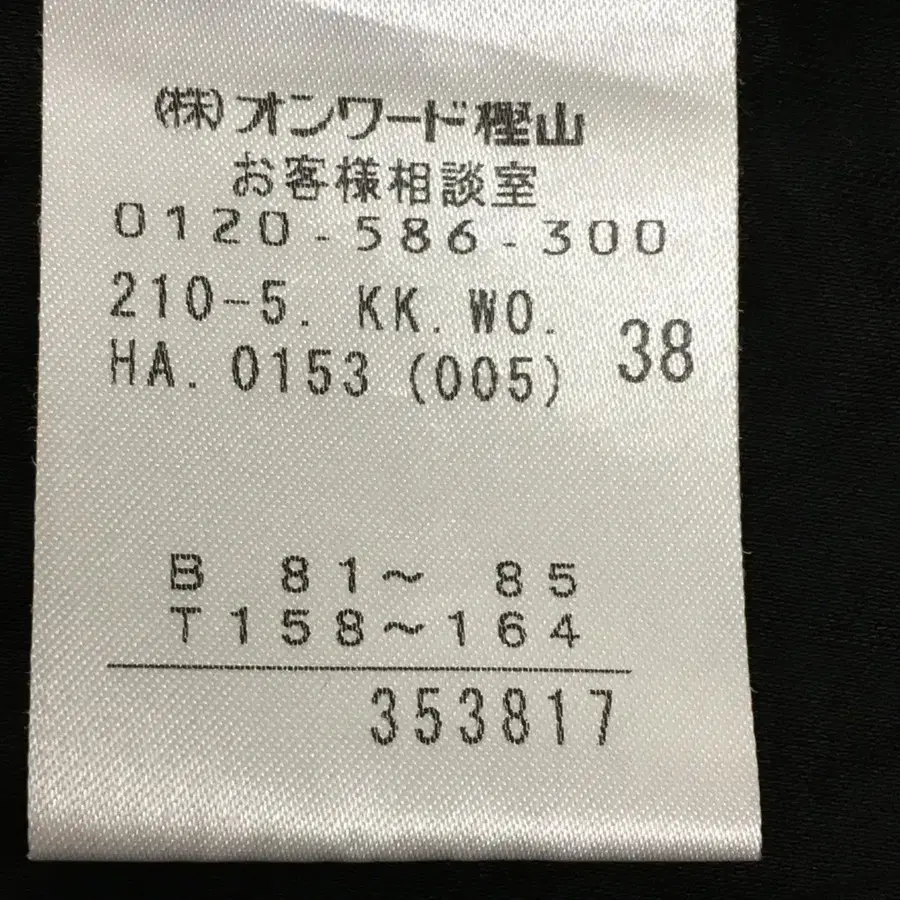 (株)オンワード樫山
お客様相談室
0120-586-300
210-5. KK. WO.
HA. 0153 (005) 38
B 81～ 85
T158～164
353817